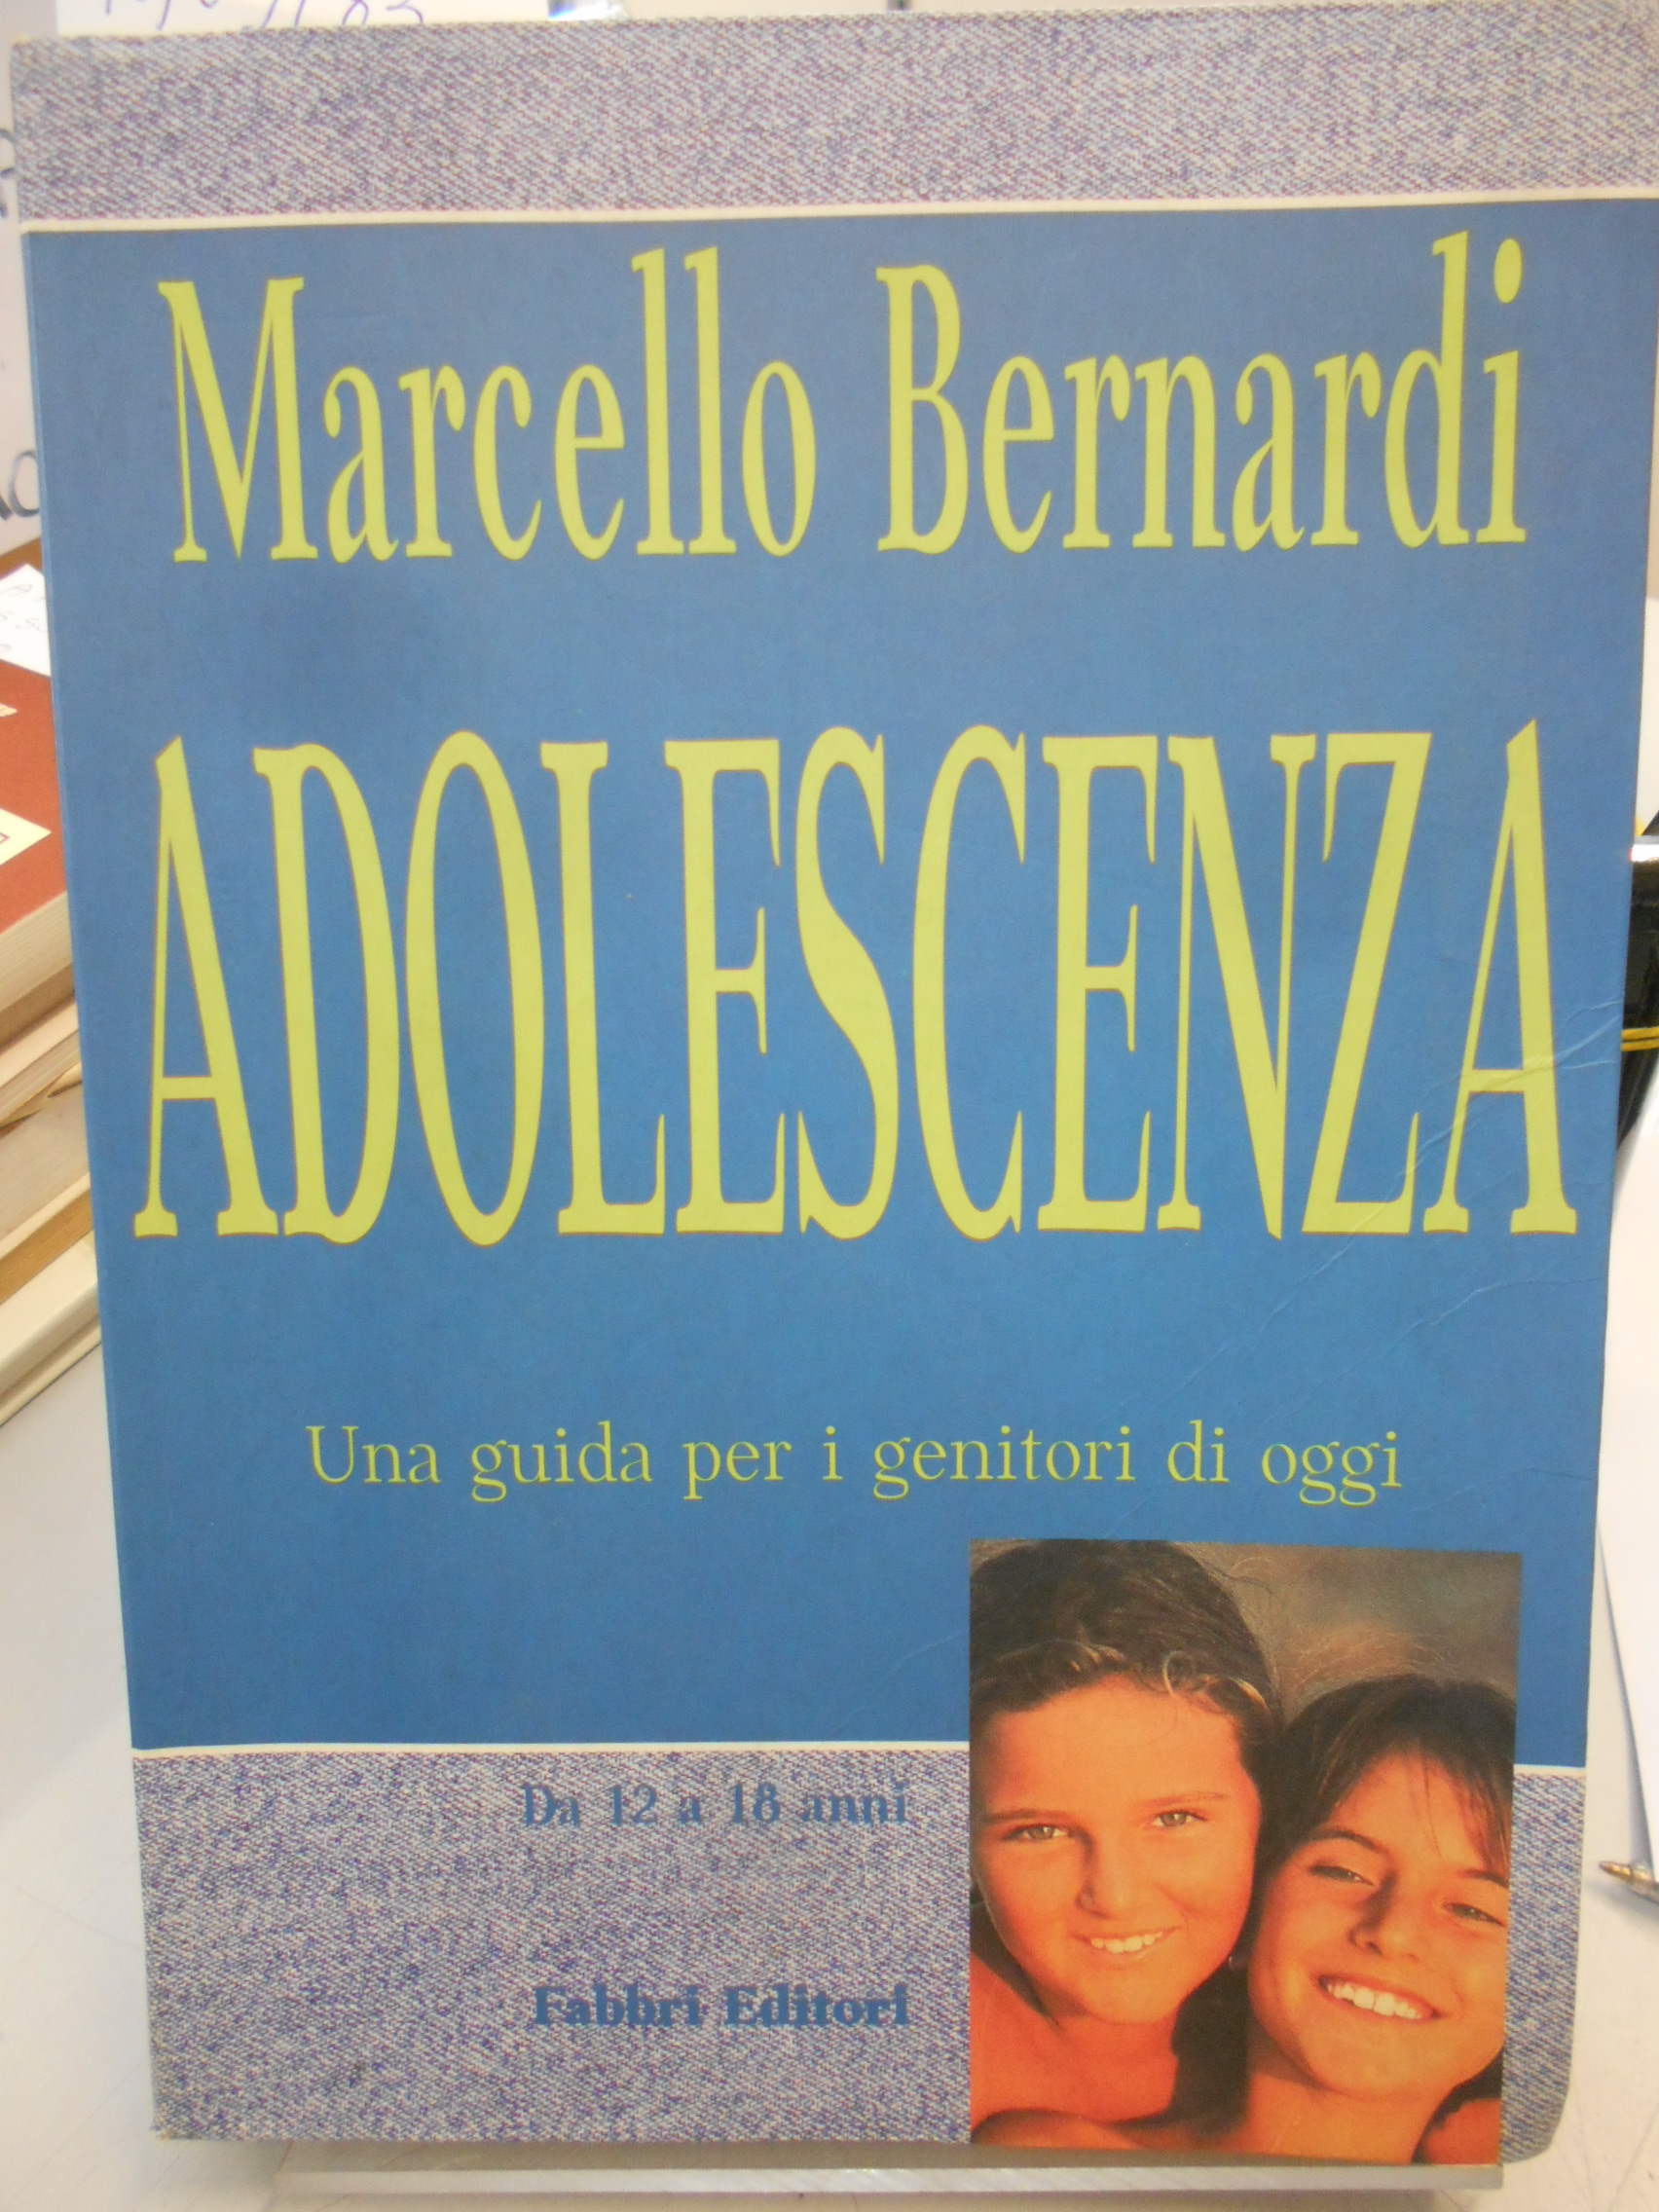 Marcello Bernardi
ADOLESCENZA
Una guida per i genitori di oggi
Da 12 a 18 anni
Fabbri Editori